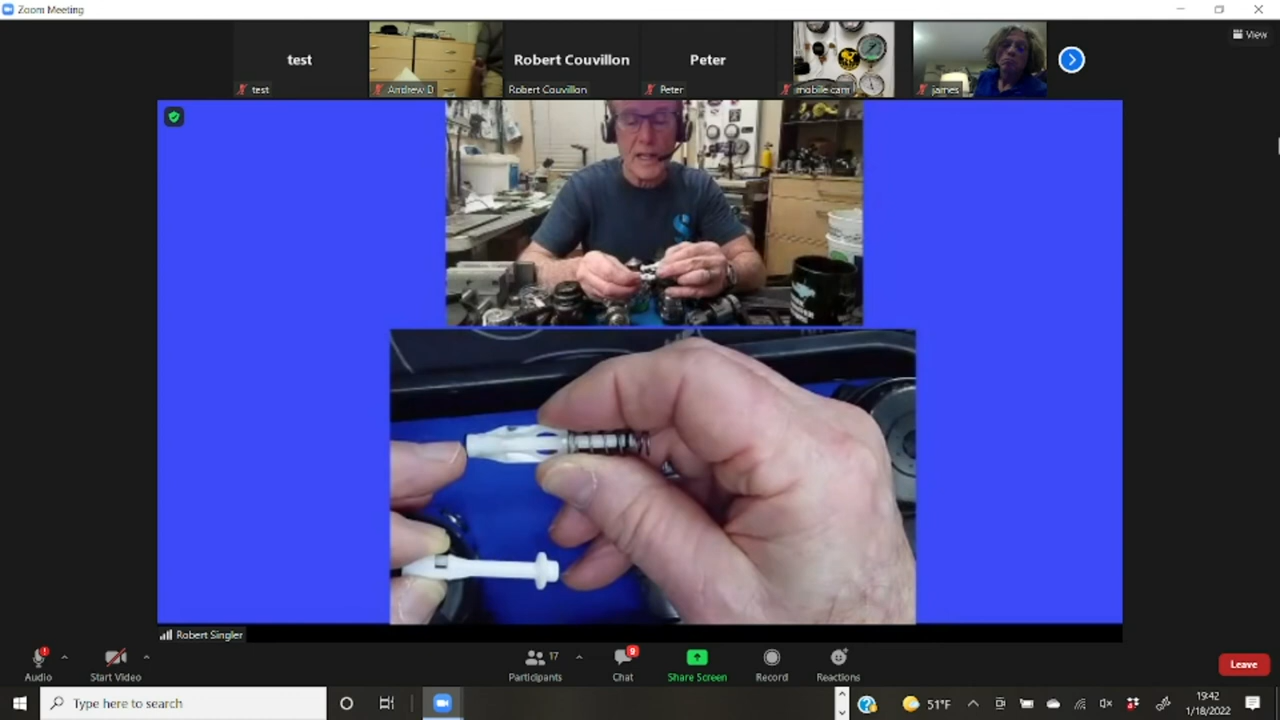 Zoom Meeting
View
test
Robert Couvillon
Peter
test
Andrew D
Robert Couvillon
Peter
mobile cam
james
Robert Singler
Audio
Start Video
17
Participants
9
Chat
Share Screen
Record
Reactions
Leave
Type here to search
51°F
19:42
1/18/2022